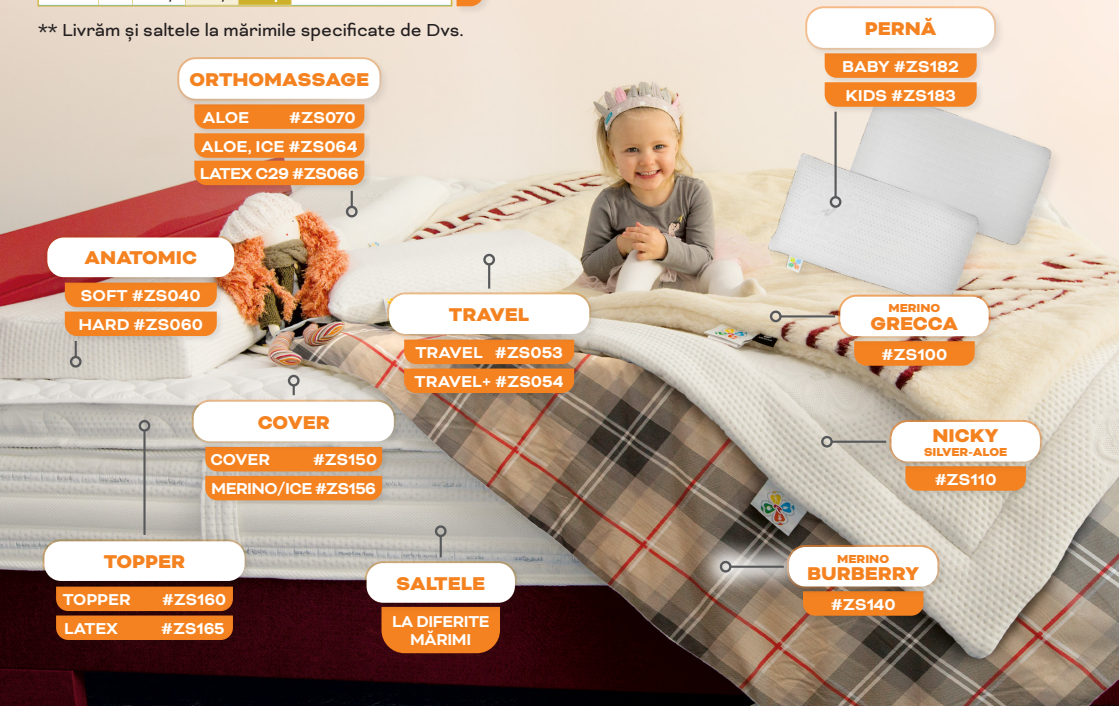 ** Livrăm și saltele la mărimile specificate de Dvs.
PERNĂ
BABY #ZS182
KIDS #ZS183
ORTHOMASSAGE
ALOE #ZS070
ALOE, ICE #ZS064
LATEX C29 #ZS066
ANATOMIC
SOFT #ZS040
HARD #ZS060
TRAVEL
TRAVEL #ZS053
TRAVEL+ #ZS054
MERINO
GRECCA
#ZS100
COVER
COVER #ZS150
MERINO/ICE #ZS156
NICKY
SILVER-ALOE
#ZS110
TOPPER
TOPPER #ZS160
LATEX #ZS165
SALTELE
LA DIFERITE
MĂRIMI
MERINO
BURBERRY
#ZS140